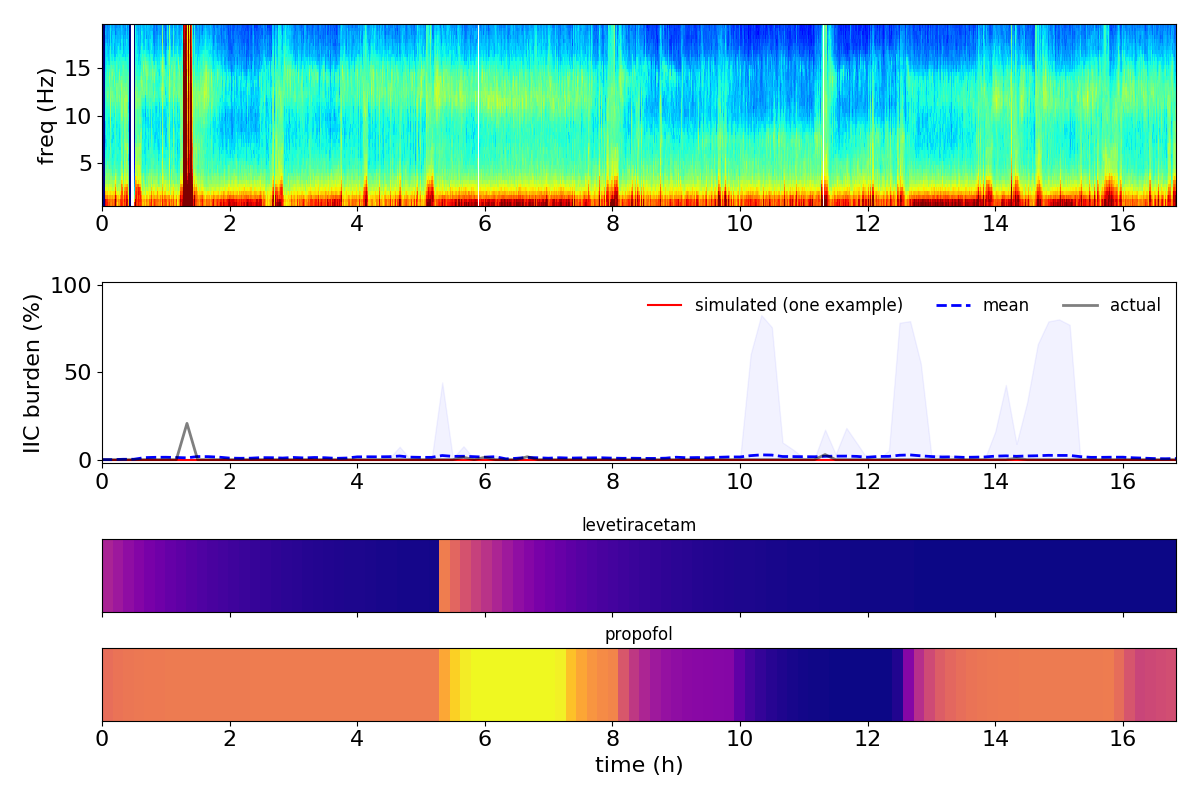 15
10
5
freq (Hz)
0 2 4 6 8 10 12 14 16
100
50
0
IIC burden (%)
simulated (one example) mean actual
0 2 4 6 8 10 12 14 16
levetiracetam
propofol
0 2 4 6 8 10 12 14 16
time (h)